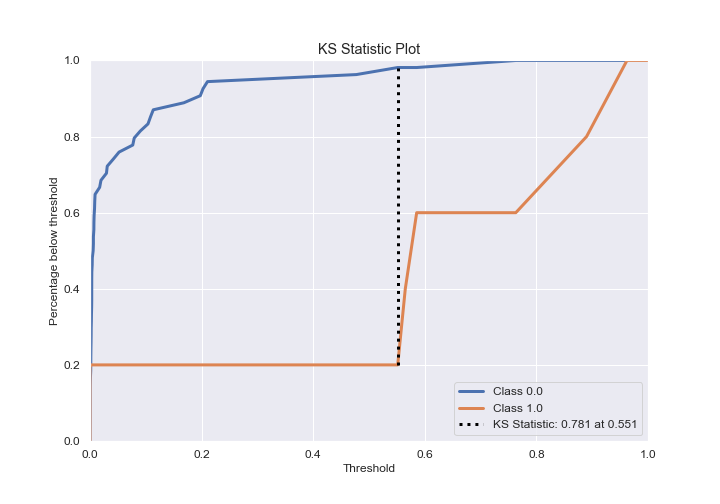 KS Statistic Plot
Percentage below threshold
1.0
0.8
0.6
0.4
0.2
0.0
0.0 0.2 0.4 0.6 0.8 1.0
Threshold
Class 0.0
Class 1.0
KS Statistic: 0.781 at 0.551